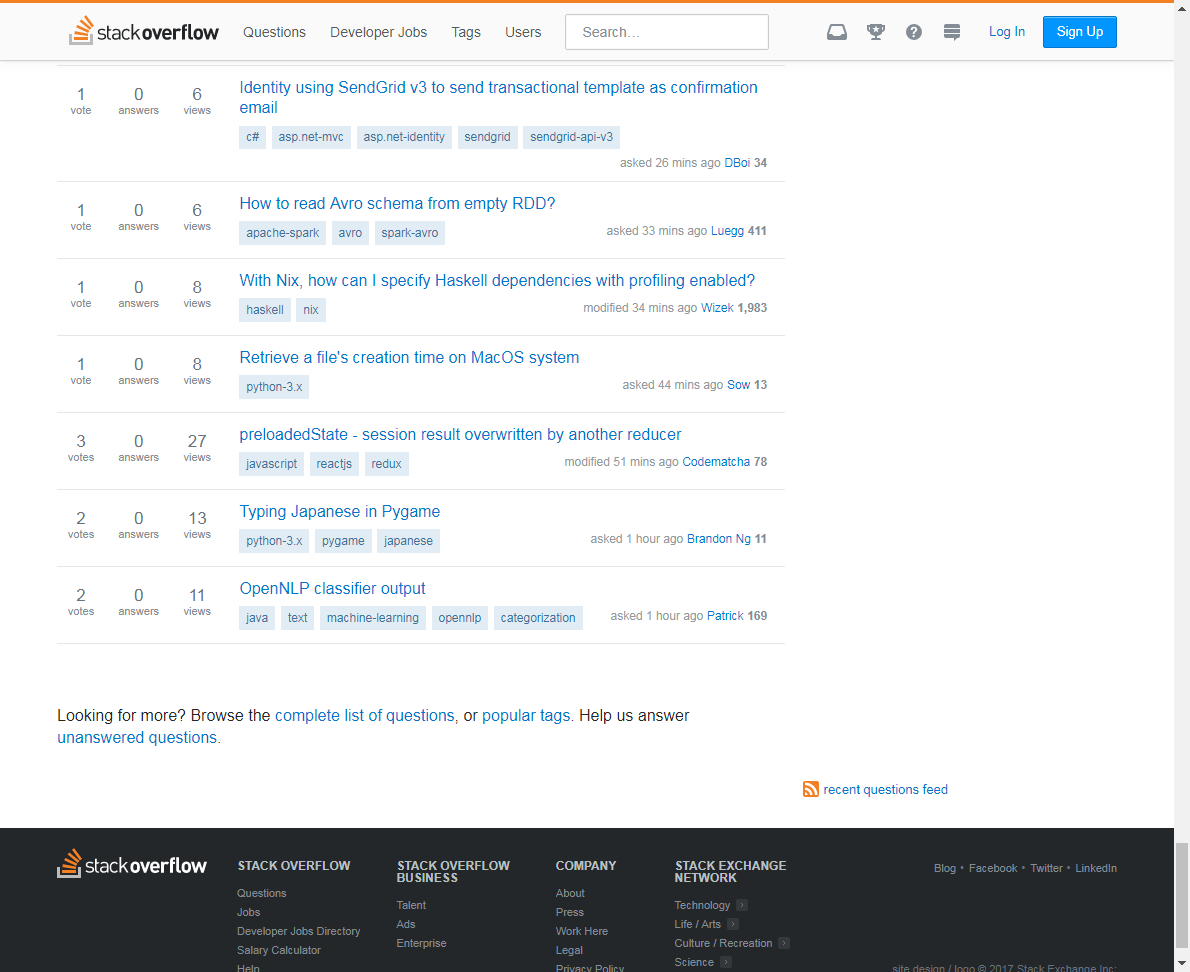 stackoverflow Questions Developer Jobs Tags Users Search... Log In Sign Up
1 0 6 Identity using SendGrid v3 to send transactional template as confirmation
vote answers views email
c# asp.net-mvc asp.net-identity sendgrid sendgrid-api-v3
asked 26 mins ago DBoi 34
1 0 6 How to read Avro schema from empty RDD?
vote answers views apache-spark avro spark-avro asked 33 mins ago Luegg 411
1 0 8 With Nix, how can I specify Haskell dependencies with profiling enabled?
vote answers views haskell nix modified 34 mins ago Wizek 1,983
1 0 8 Retrieve a file's creation time on MacOS system
vote answers views python-3.x asked 44 mins ago Sow 13
3 0 27 preloadedState - session result overwritten by another reducer
votes answers views javascript reactjs redux modified 51 mins ago Codematcha 78
2 0 13 Typing Japanese in Pygame
votes answers views python-3.x pygame japanese asked 1 hour ago Brandon Ng 11
2 0 11 OpenNLP classifier output
votes answers views java text machine-learning opennlp categorization asked 1 hour ago Patrick 169
Looking for more? Browse the complete list of questions, or popular tags. Help us answer
unanswered questions.
recent questions feed
stackoverflow
STACK OVERFLOW
Questions
Jobs
Developer Jobs Directory
Salary Calculator
Help
STACK OVERFLOW
BUSINESS
Talent
Ads
Enterprise
COMPANY
About
Press
Work Here
Legal
Privacy Policy
STACK EXCHANGE
NETWORK
Technology
Life / Arts
Culture / Recreation
Science
Blog • Facebook • Twitter • LinkedIn
site design / logo © 2017 Stack Exchange Inc;